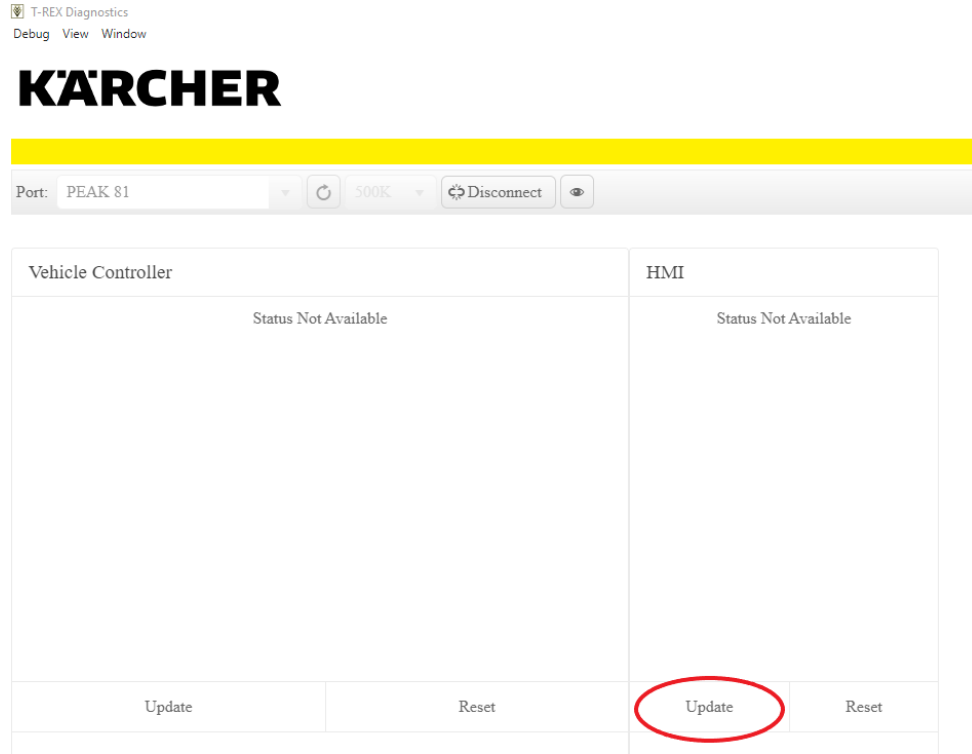 T-REX Diagnostics
Debug View Window
KÄRCHER
Port: PEAK 81 500K Disconnect
Vehicle Controller HMI
Status Not Available Status Not Available
Update Reset Update Reset